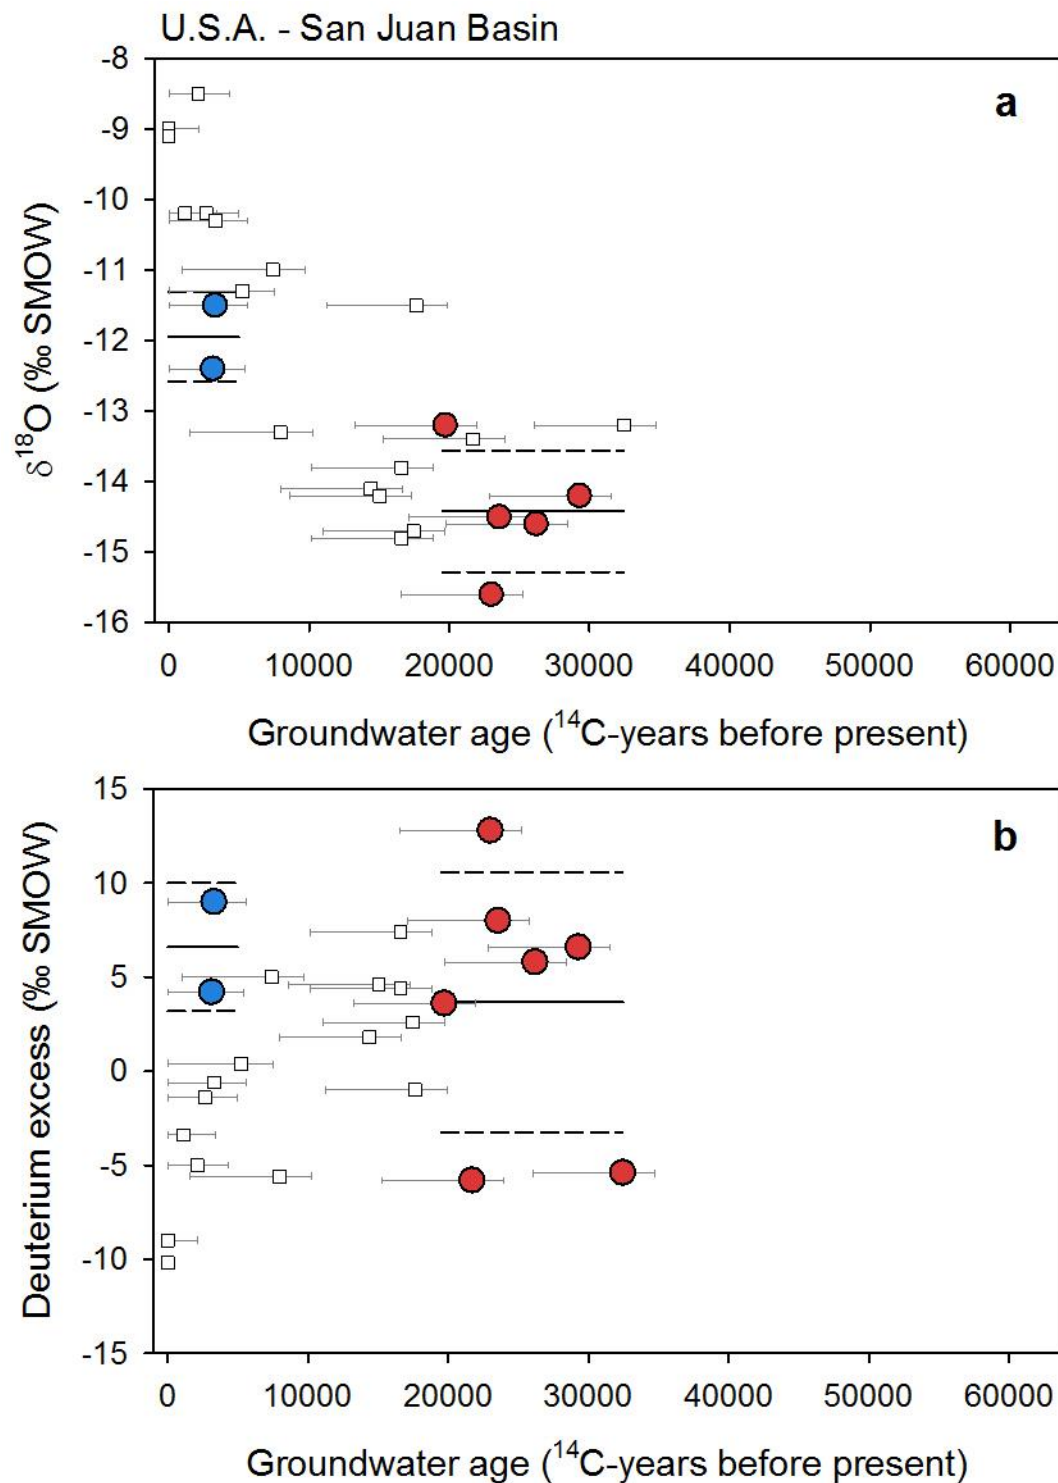 U.S.A. - San Juan Basin
a
δ18O (‰ SMOW)
-8
-9
-10
-11
-12
-13
-14
-15
-16
0 10000 20000 30000 40000 50000 60000
Groundwater age (14C-years before present)
b
Deuterium excess (‰ SMOW)
15
10
5
0
-5
-10
-15
0 10000 20000 30000 40000 50000 60000
Groundwater age (14C-years before present)